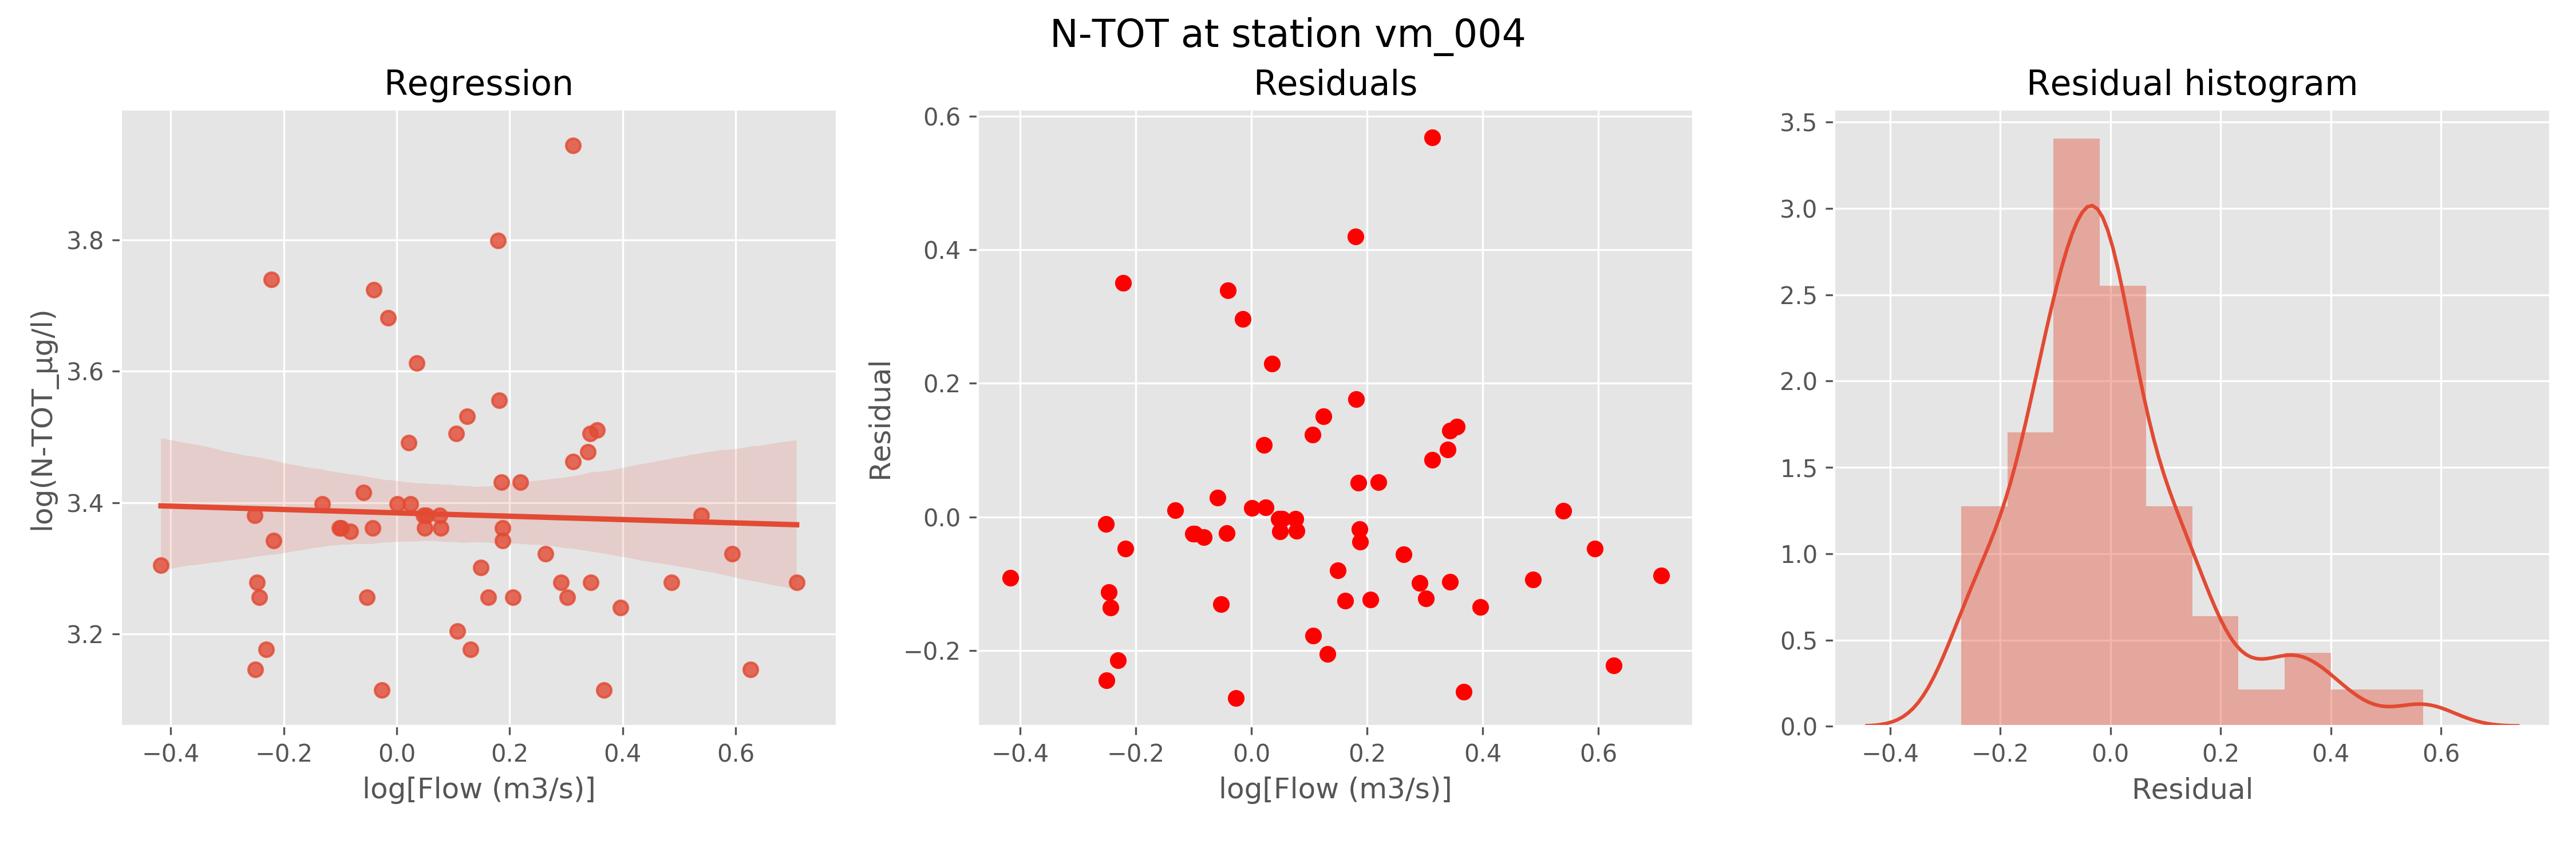 N-TOT at station vm_004
Regression
3.8
3.6
3.4
3.2
log(N-TOT_µg/l)
−0.4 −0.2 0.0 0.2 0.4 0.6
log[Flow (m3/s)]
Residuals
0.6
0.4
0.2
0.0
−0.2
Residual
−0.4 −0.2 0.0 0.2 0.4 0.6
log[Flow (m3/s)]
Residual histogram
3.5
3.0
2.5
2.0
1.5
1.0
0.5
0.0
−0.4 −0.2 0.0 0.2 0.4 0.6
Residual